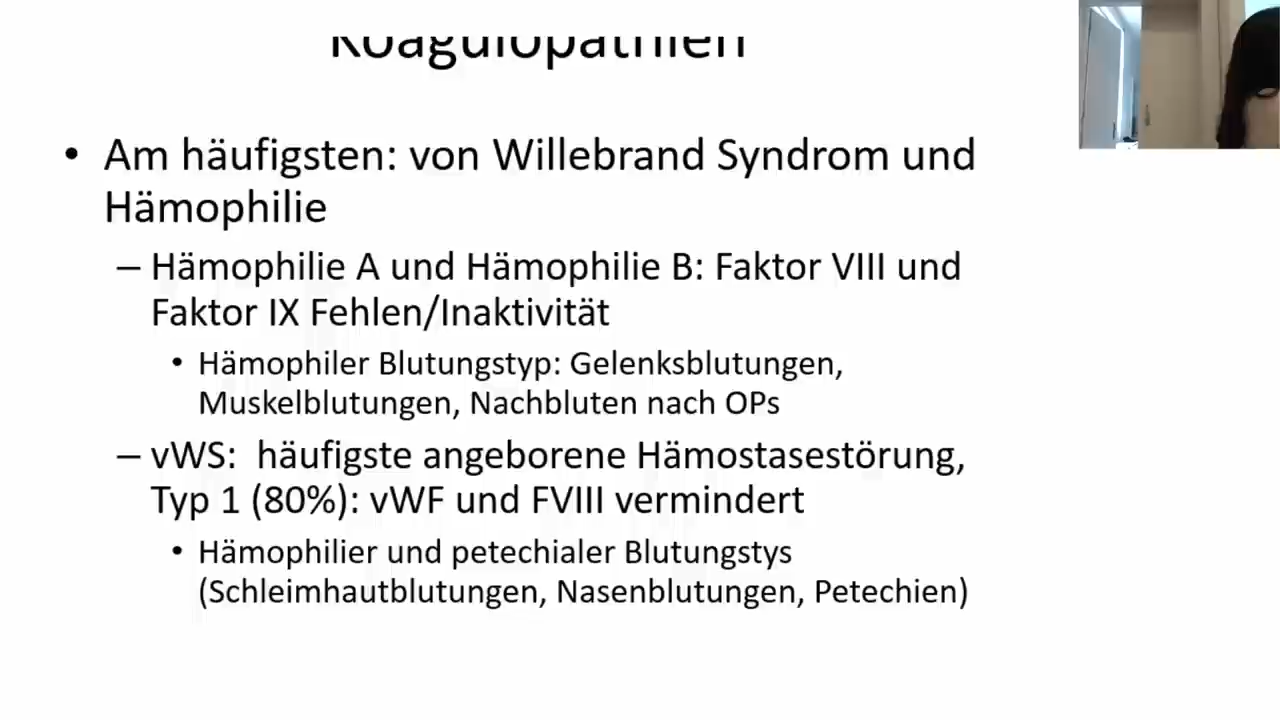 Koagulopathien
• Am häufigsten: von Willebrand Syndrom und
Hämophilie
– Hämophilie A und Hämophilie B: Faktor VIII und
Faktor IX Fehlen/Inaktivität
• Hämophiler Blutungstyp: Gelenksblutungen,
Muskelblutungen, Nachbluten nach OPs
– vWS: häufigste angeborene Hämostasestörung,
Typ 1 (80%): vWF und FVIII vermindert
• Hämophilier und petechialer Blutungstys
(Schleimhautblutungen, Nasenblutungen, Petechien)